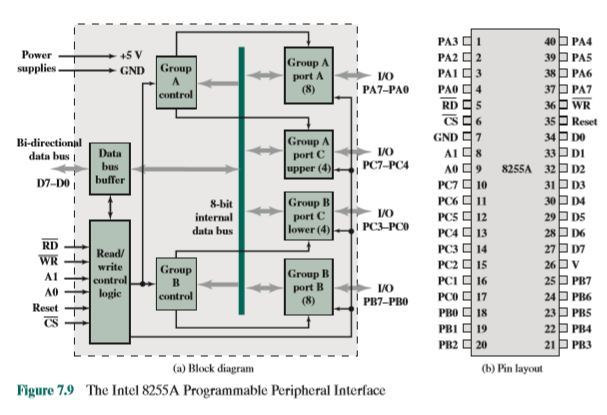 Power
supplies
+5 V
GND
Group
A
control
Group A
port A
(8)
I/O
PA7–PA0
Bi-directional
data bus
D7–D0
Data
bus
buffer
Group A
port C
upper (4)
I/O
PC7–PC4
8-bit
internal
data bus
Group B
port C
lower (4)
I/O
PC3–PC0
RD
WR
A1
A0
Reset
CS
Read/
write
control
logic
Group
B
control
Group B
port B
(8)
I/O
PB7–PB0
(a) Block diagram
PA3 1 40 PA4
PA2 2 39 PA5
PA1 3 38 PA6
PA0 4 37 PA7
RD 5 36 WR
CS 6 35 Reset
GND 7 34 D0
A1 8 33 D1
A0 9 8255A 32 D2
PC7 10 31 D3
PC6 11 30 D4
PC5 12 29 D5
PC4 13 28 D6
PC3 14 27 D7
PC2 15 26 V
PC1 16 25 PB7
PC0 17 24 PB6
PB0 18 23 PB5
PB1 19 22 PB4
PB2 20 21 PB3
(b) Pin layout
Figure 7.9 The Intel 8255A Programmable Peripheral Interface